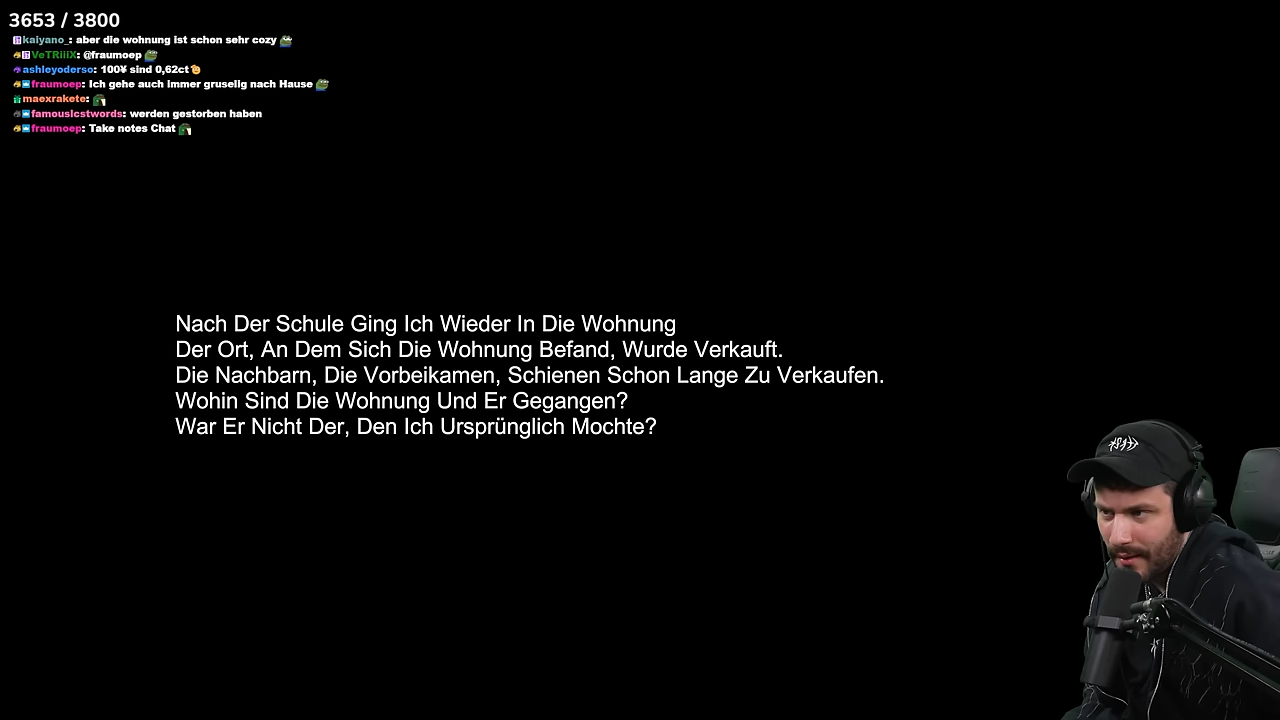 3653 / 3800
kaiyano_: aber die wohnung ist schon sehr cozy
VeTRiiiX: @fraumoep
ashleyoderso: 100¥ sind 0,62ct
fraumoep: Ich gehe auch immer gruselig nach Hause
maexrakete:
famouslcstwords: werden gestorben haben
fraumoep: Take notes Chat
Nach Der Schule Ging Ich Wieder In Die Wohnung
Der Ort, An Dem Sich Die Wohnung Befand, Wurde Verkauft.
Die Nachbarn, Die Vorbeikamen, Schienen Schon Lange Zu Verkaufen.
Wohin Sind Die Wohnung Und Er Gegangen?
War Er Nicht Der, Den Ich Ursprünglich Mochte?